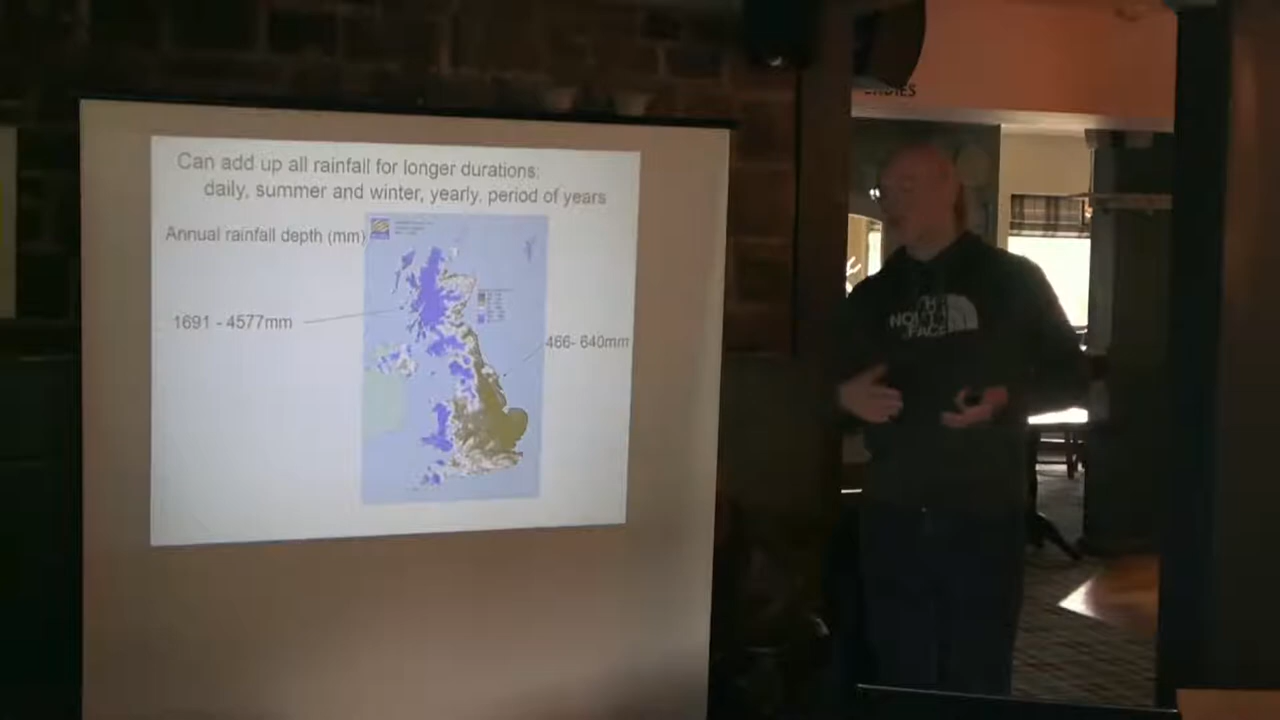 Can add up all rainfall for longer durations:
daily, summer and winter, yearly, period of years
Annual rainfall depth (mm)
1691 - 4577mm
466- 640mm
THE
NORTH
FACE